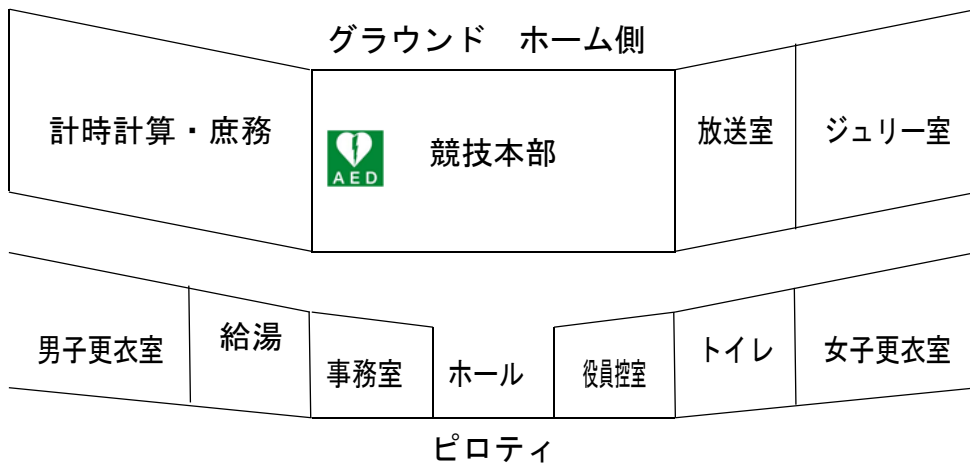 グラウンド　ホーム側
計時計算・庶務
AED
競技本部
放送室
ジュリー室
男子更衣室
給湯
事務室
ホール
役員控室
トイレ
女子更衣室
ピロティ